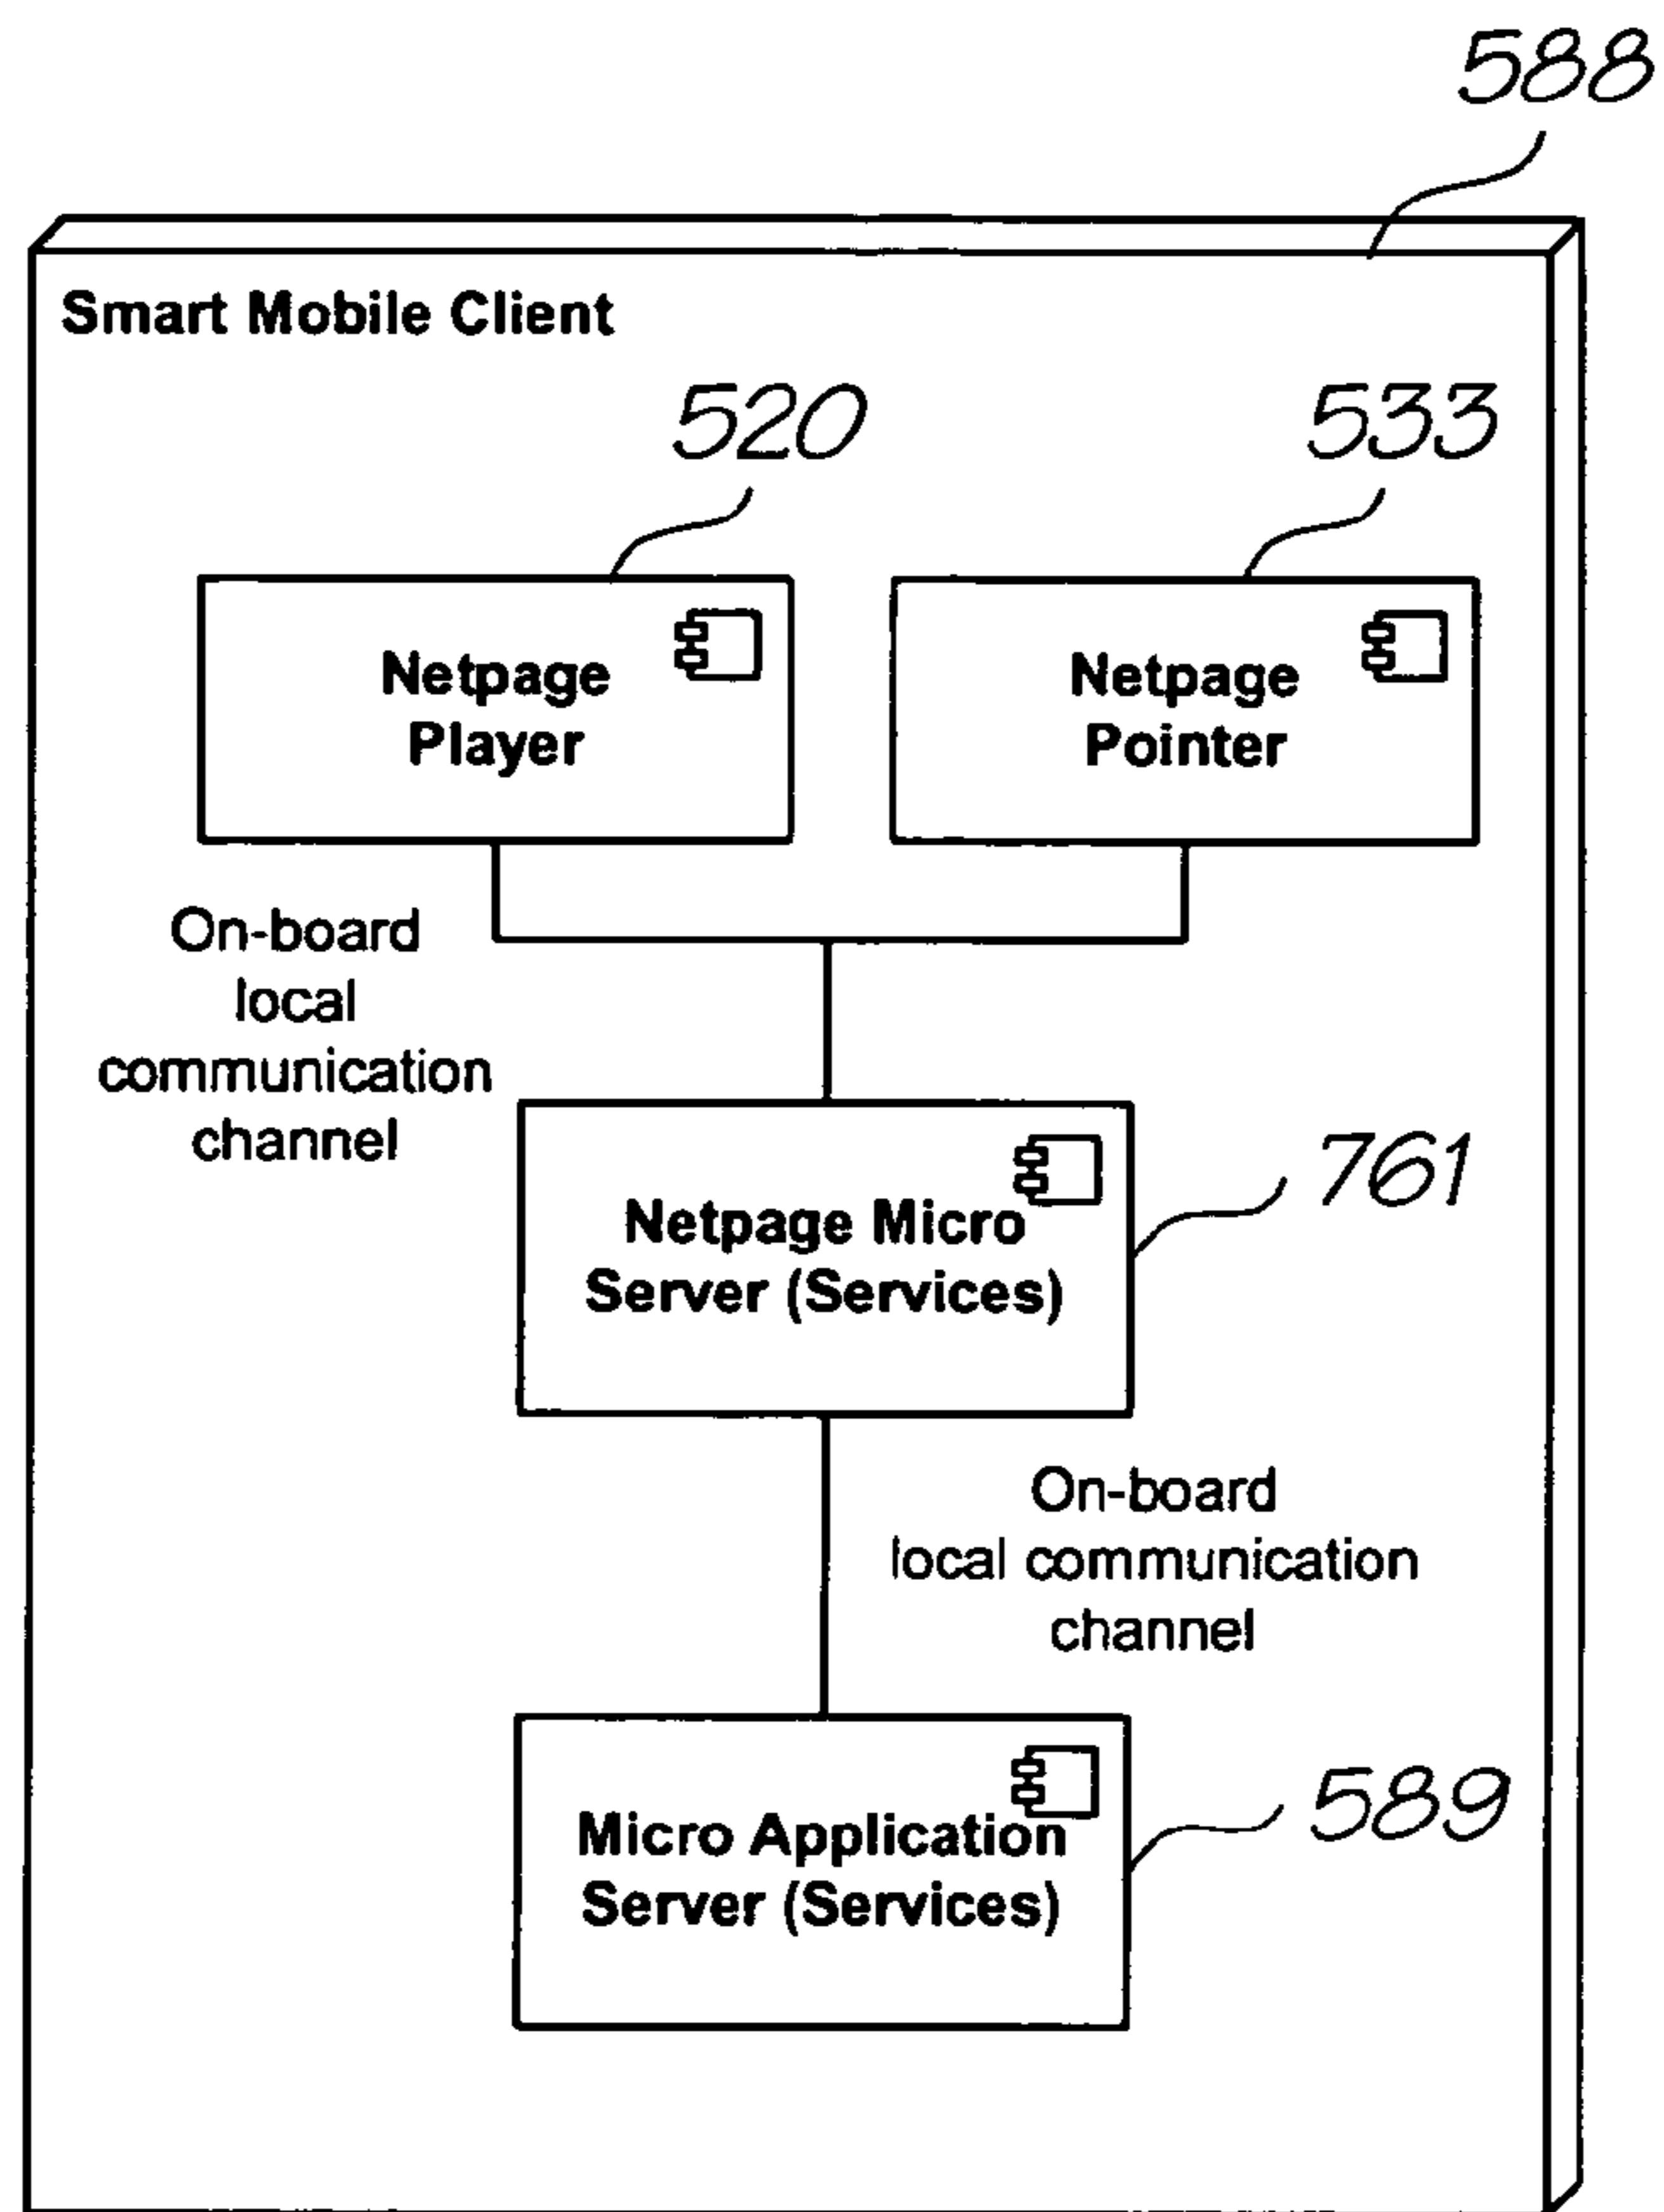 588
Smart Mobile Client
520
533
Netpage
Player
Netpage
Pointer
On-board
local
communication
channel
Netpage Micro
Server (Services)
761
On-board
local communication
channel
Micro Application
Server (Services)
589